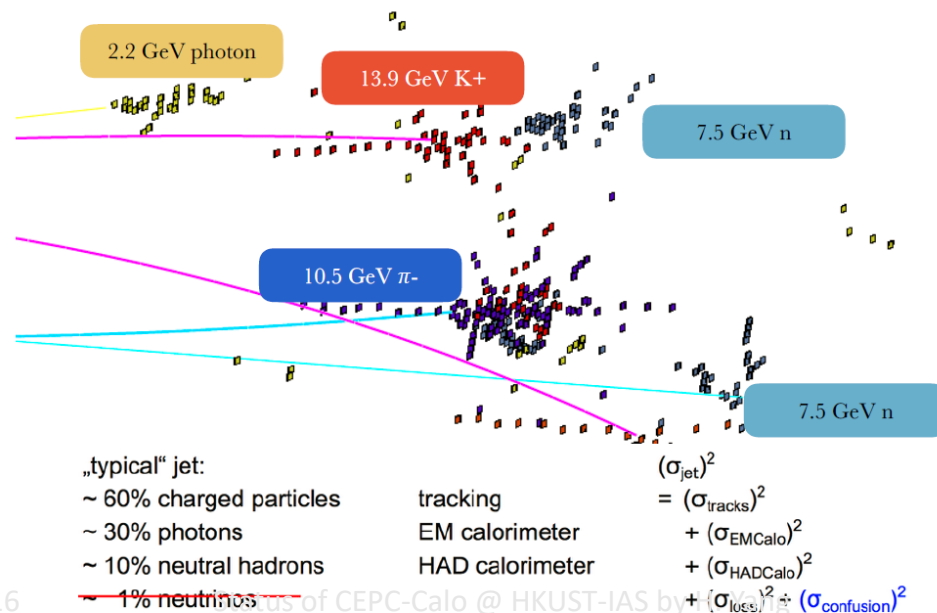 2.2 GeV photon
13.9 GeV K+
7.5 GeV n
10.5 GeV π-
7.5 GeV n
„typical“ jet:
(σjet)²
~ 60% charged particles tracking = (σtracks)²
~ 30% photons EM calorimeter + (σEMCalo)²
~ 10% neutral hadrons HAD calorimeter + (σHADCalo)²
~ 1% neutrinos + (σloss)² + (σconfusion)²
6 Status of CEPC-Calo @ HKUST-IAS by H. Yang